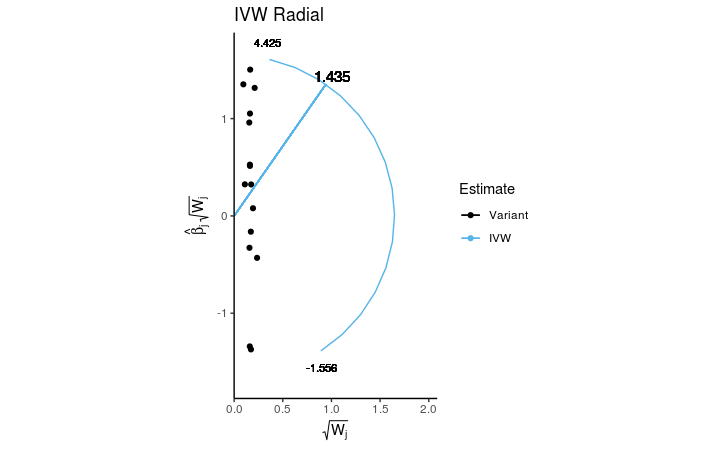 IVW Radial
4.425
1.435
1
0
-1
β̂j√Wj
-1.556
0.0 0.5 1.0 1.5 2.0
√Wj
Estimate
Variant
IVW